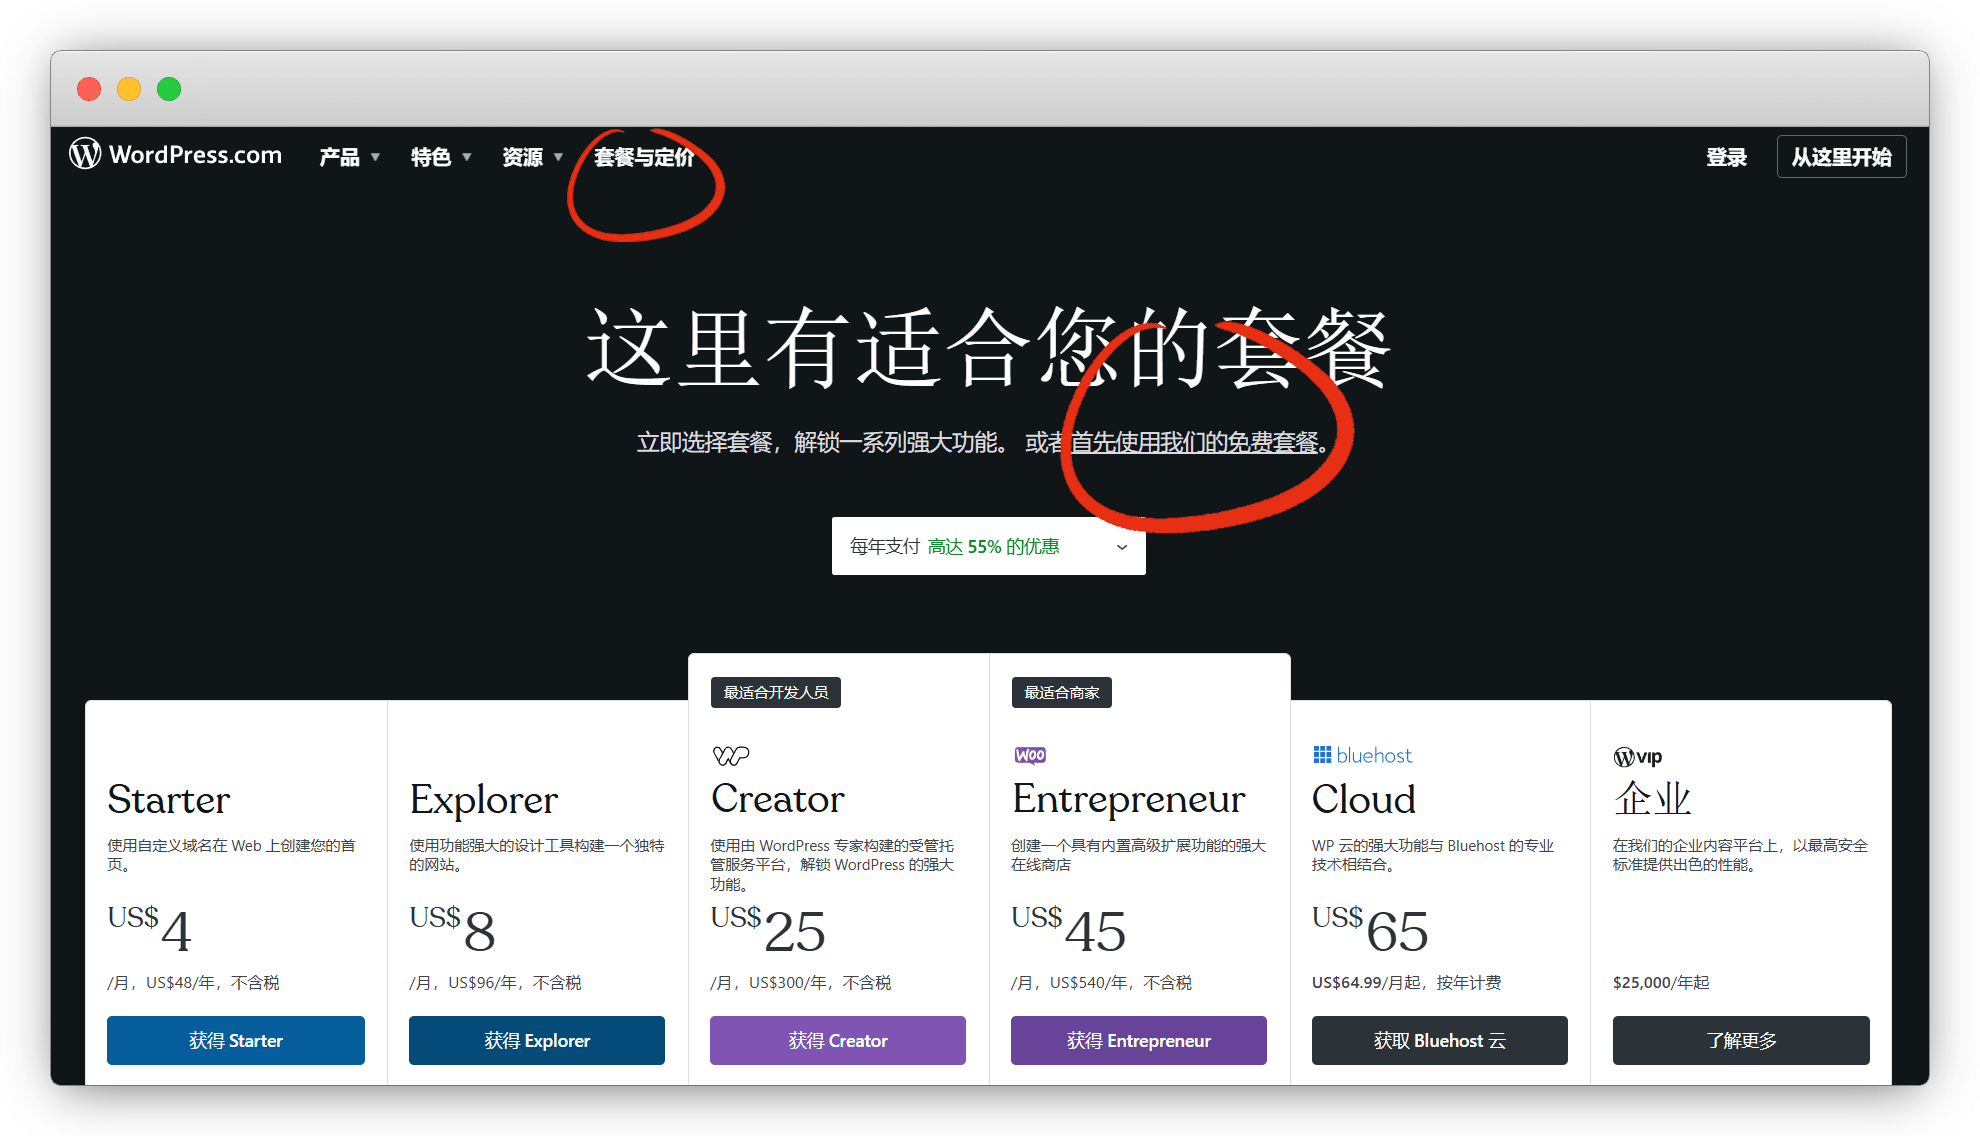 WordPress.com 产品 特色 资源 套餐与定价 登录 从这里开始
这里有适合您的套餐
立即选择套餐，解锁一系列强大功能。 或者首先使用我们的免费套餐。
每年支付 高达 55% 的优惠
Starter
使用自定义域名在 Web 上创建您的首
页。
US$4
/月，US$48/年，不含税
获得 Starter
Explorer
使用功能强大的设计工具构建一个独特
的网站。
US$8
/月，US$96/年，不含税
获得 Explorer
最适合开发人员
WP
Creator
使用由 WordPress 专家构建的受管托
管服务平台，解锁 WordPress 的强大
功能。
US$25
/月，US$300/年，不含税
获得 Creator
最适合商家
WOO
Entrepreneur
创建一个具有内置高级扩展功能的强大
在线商店
US$45
/月，US$540/年，不含税
获得 Entrepreneur
bluehost
Cloud
WP 云的强大功能与 Bluehost 的专业
技术相结合。
US$65
US$64.99/月起，按年计费
获取 Bluehost 云
VIP
企业
在我们的企业内容平台上，以最高安全
标准提供出色的性能。
$25,000/年起
了解更多